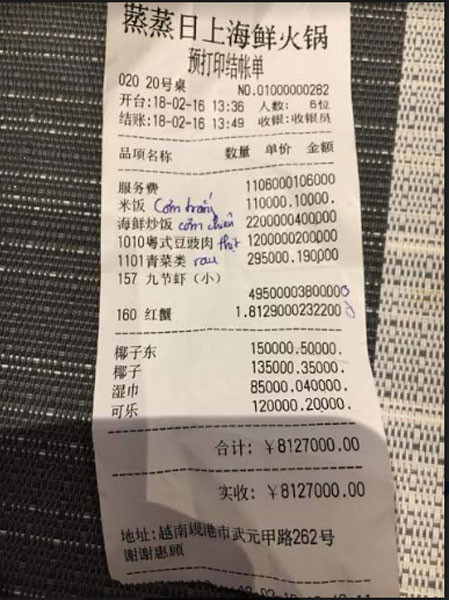 蒸蒸日上海鲜火锅
预打印结帐单
020 20号桌 NO.01000000282
开台:18-02-16 13:36 人数: 6位
结账:18-02-16 13:49 收银:收银员
品项名称 数量 单价 金额
服务费 1106000106000
米饭 Cơm trắng 110000.10000.
海鲜炒饭 cơm chiên 2200000400000
1010粤式豆豉肉 thịt 1200000200000
1101青菜类 rau 295000.190000
157 九节虾（小）
49500003800000
160 红蟹 1.8129000232200
椰子东 150000.50000.
椰子 135000.35000.
湿巾 85000.040000.
可乐 120000.20000.
合计: ￥8127000.00
实收: ￥8127000.00
地址:越南岘港市武元甲路262号
谢谢惠顾